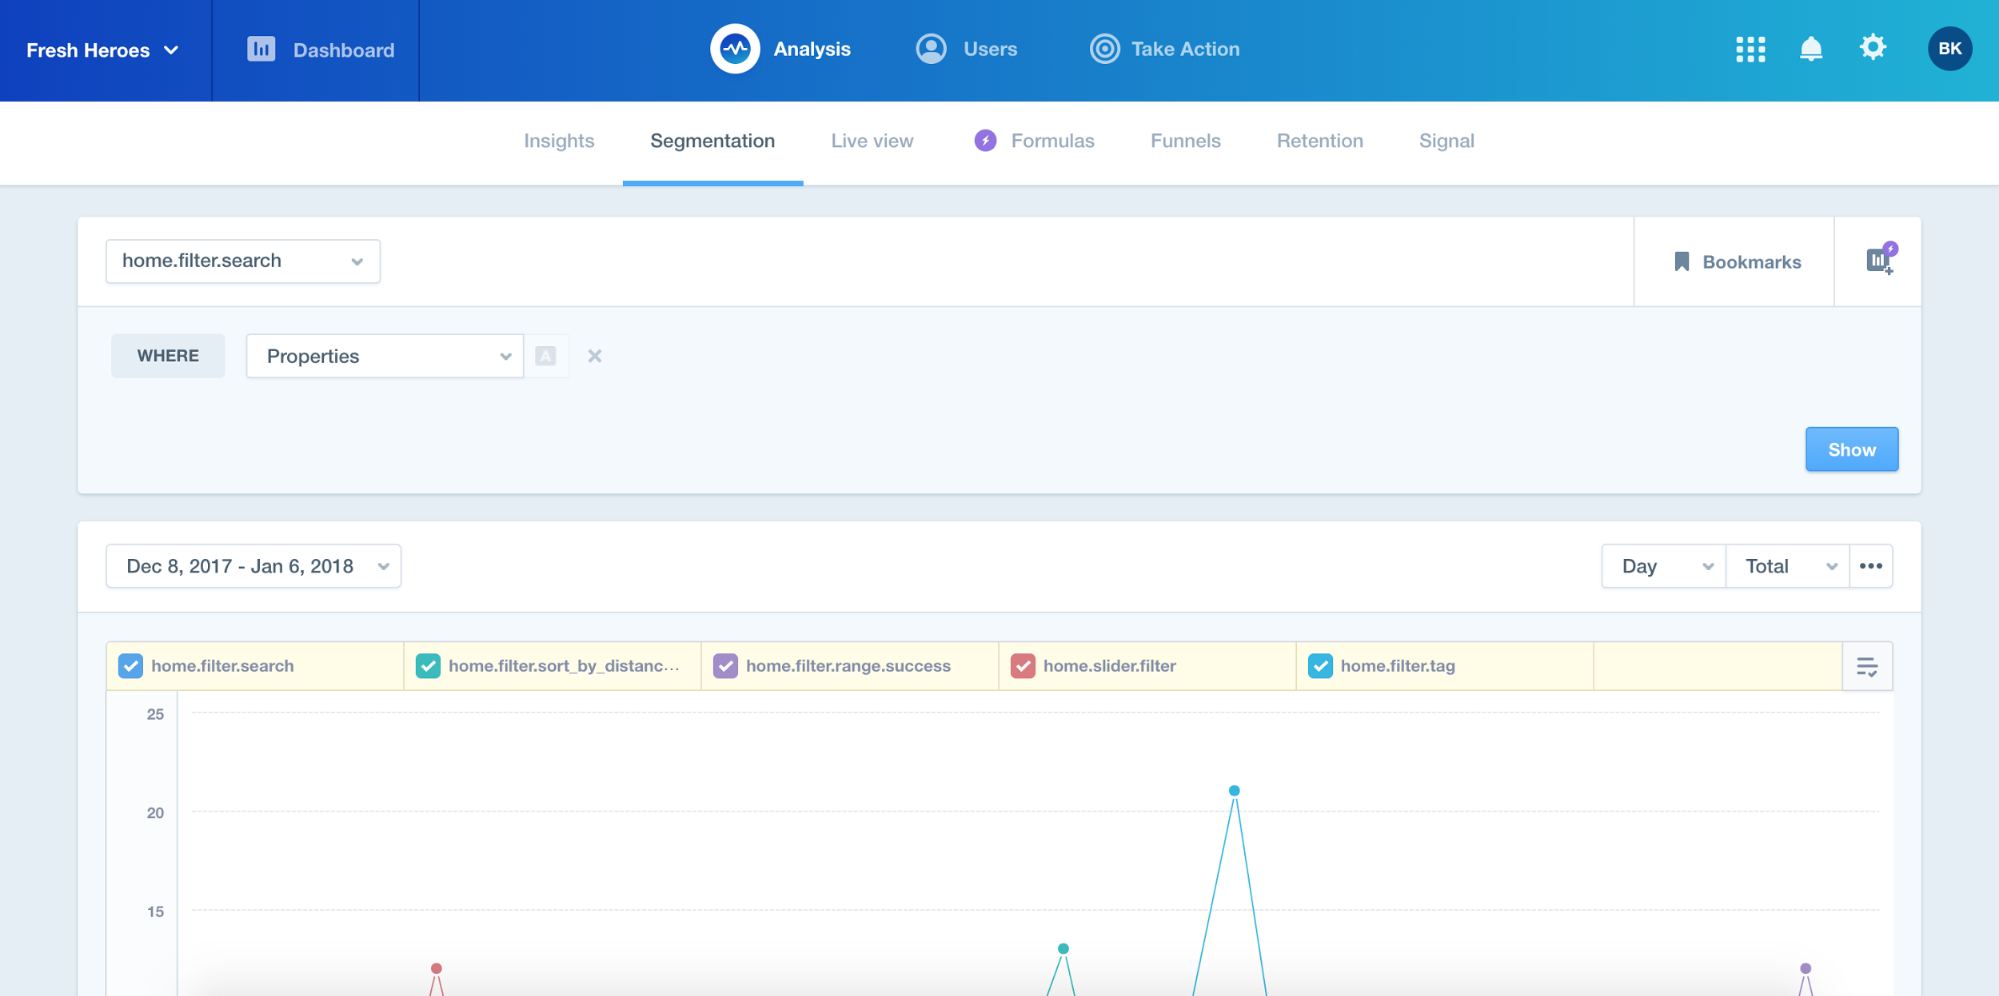 Fresh Heroes
Dashboard
Analysis
Users
Take Action
BK
Insights
Segmentation
Live view
Formulas
Funnels
Retention
Signal
home.filter.search
Bookmarks
WHERE
Properties
A
Show
Dec 8, 2017 - Jan 6, 2018
Day
Total
home.filter.search
home.filter.sort_by_distanc...
home.filter.range.success
home.slider.filter
home.filter.tag
25
20
15